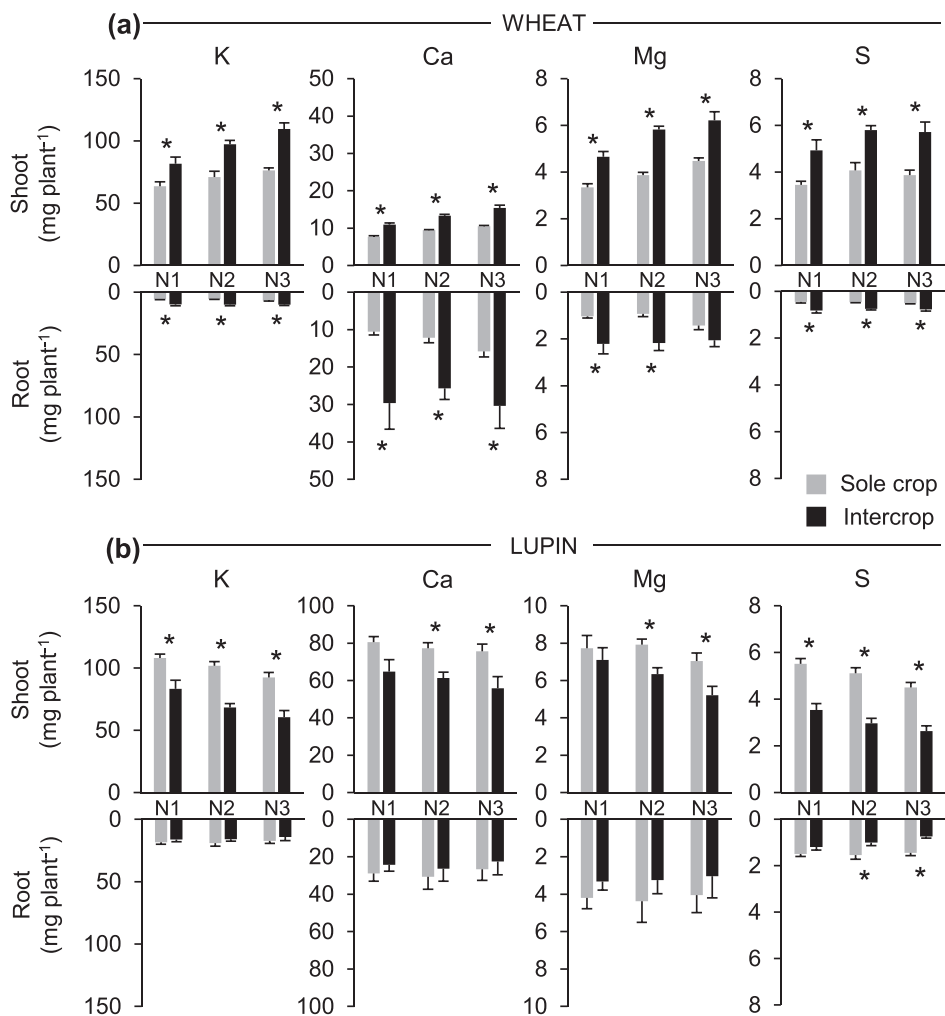 (a) WHEAT
K Ca Mg S
Shoot
(mg plant⁻¹)
150 50 8 8
100 40 6 6
50 30 4 4
0 20 2 2
10 0 0
0
* * *
* * *
* * *
* * *
N1 N2 N3 N1 N2 N3 N1 N2 N3 N1 N2 N3
Root
(mg plant⁻¹)
0 0 0 0
50 10 2 2
100 20 4 4
150 30 6 6
40 8 8
50
* * *
* * *
* *
* * *
Sole crop
Intercrop
(b) LUPIN
K Ca Mg S
Shoot
(mg plant⁻¹)
150 100 10 8
100 80 8 6
50 60 6 4
0 40 4 2
20 2 0
0 0
* * *
* *
* *
* * *
N1 N2 N3 N1 N2 N3 N1 N2 N3 N1 N2 N3
Root
(mg plant⁻¹)
0 0 0 0
50 20 2 2
100 40 4 4
150 60 6 6
80 8 8
100 10
* *